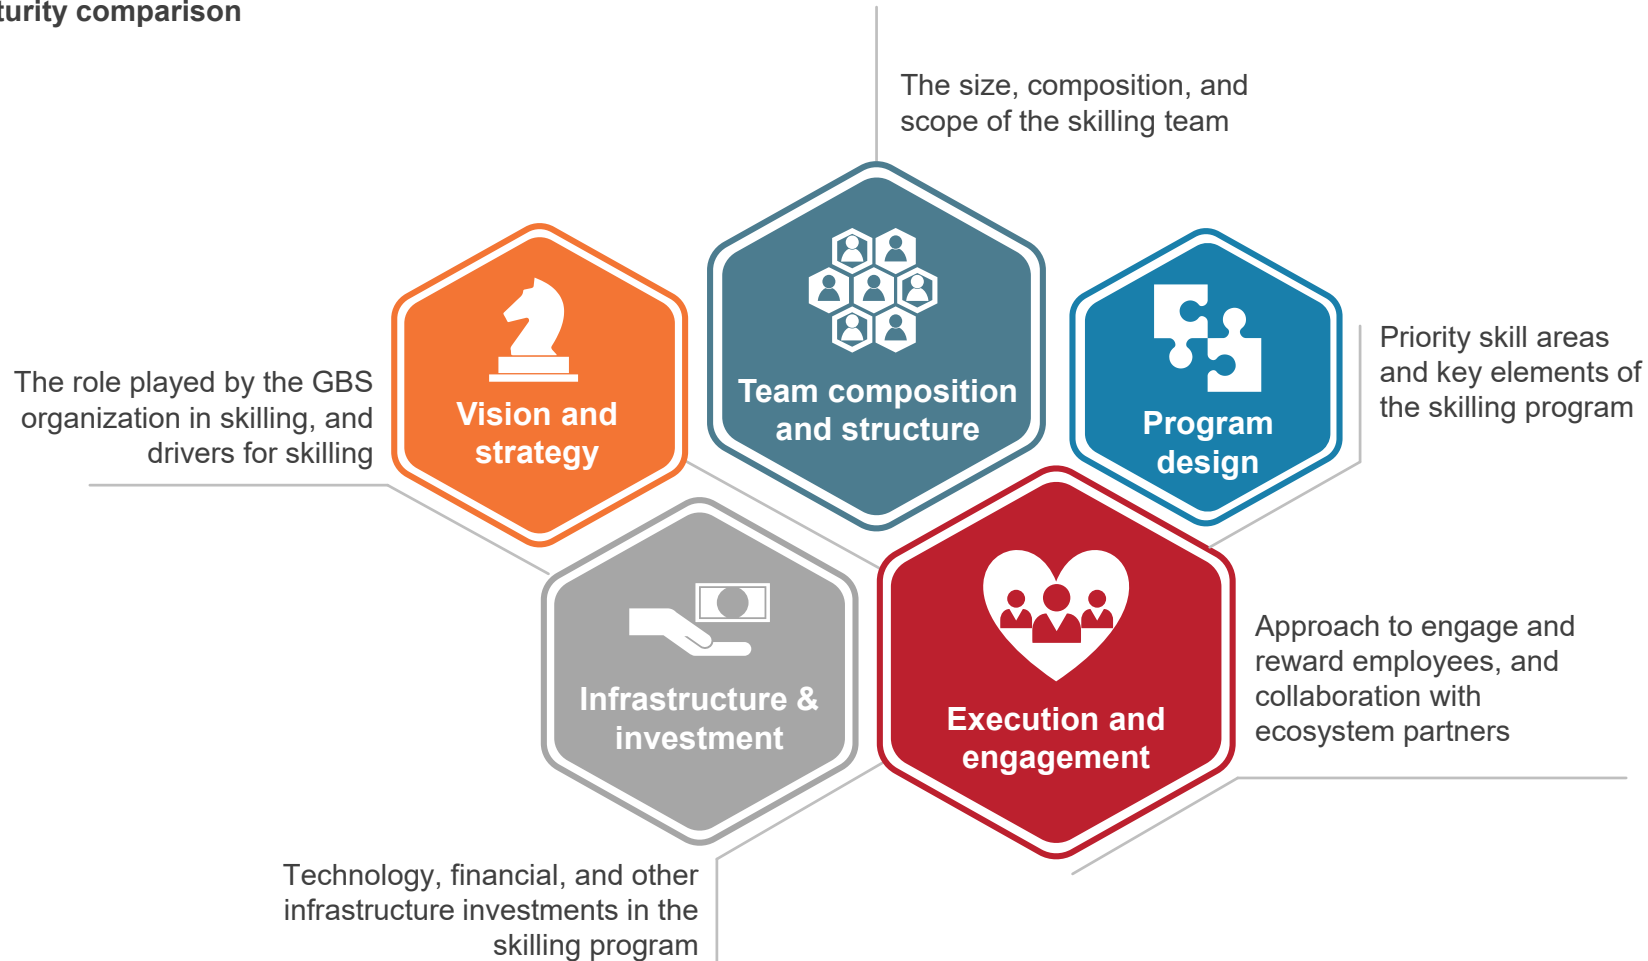 turity comparison
The size, composition, and
scope of the skilling team
The role played by the GBS
organization in skilling, and
drivers for skilling
Vision and
strategy
Team composition
and structure
Program
design
Priority skill areas
and key elements of
the skilling program
Infrastructure &
investment
Execution and
engagement
Approach to engage and
reward employees, and
collaboration with
ecosystem partners
Technology, financial, and other
infrastructure investments in the
skilling program